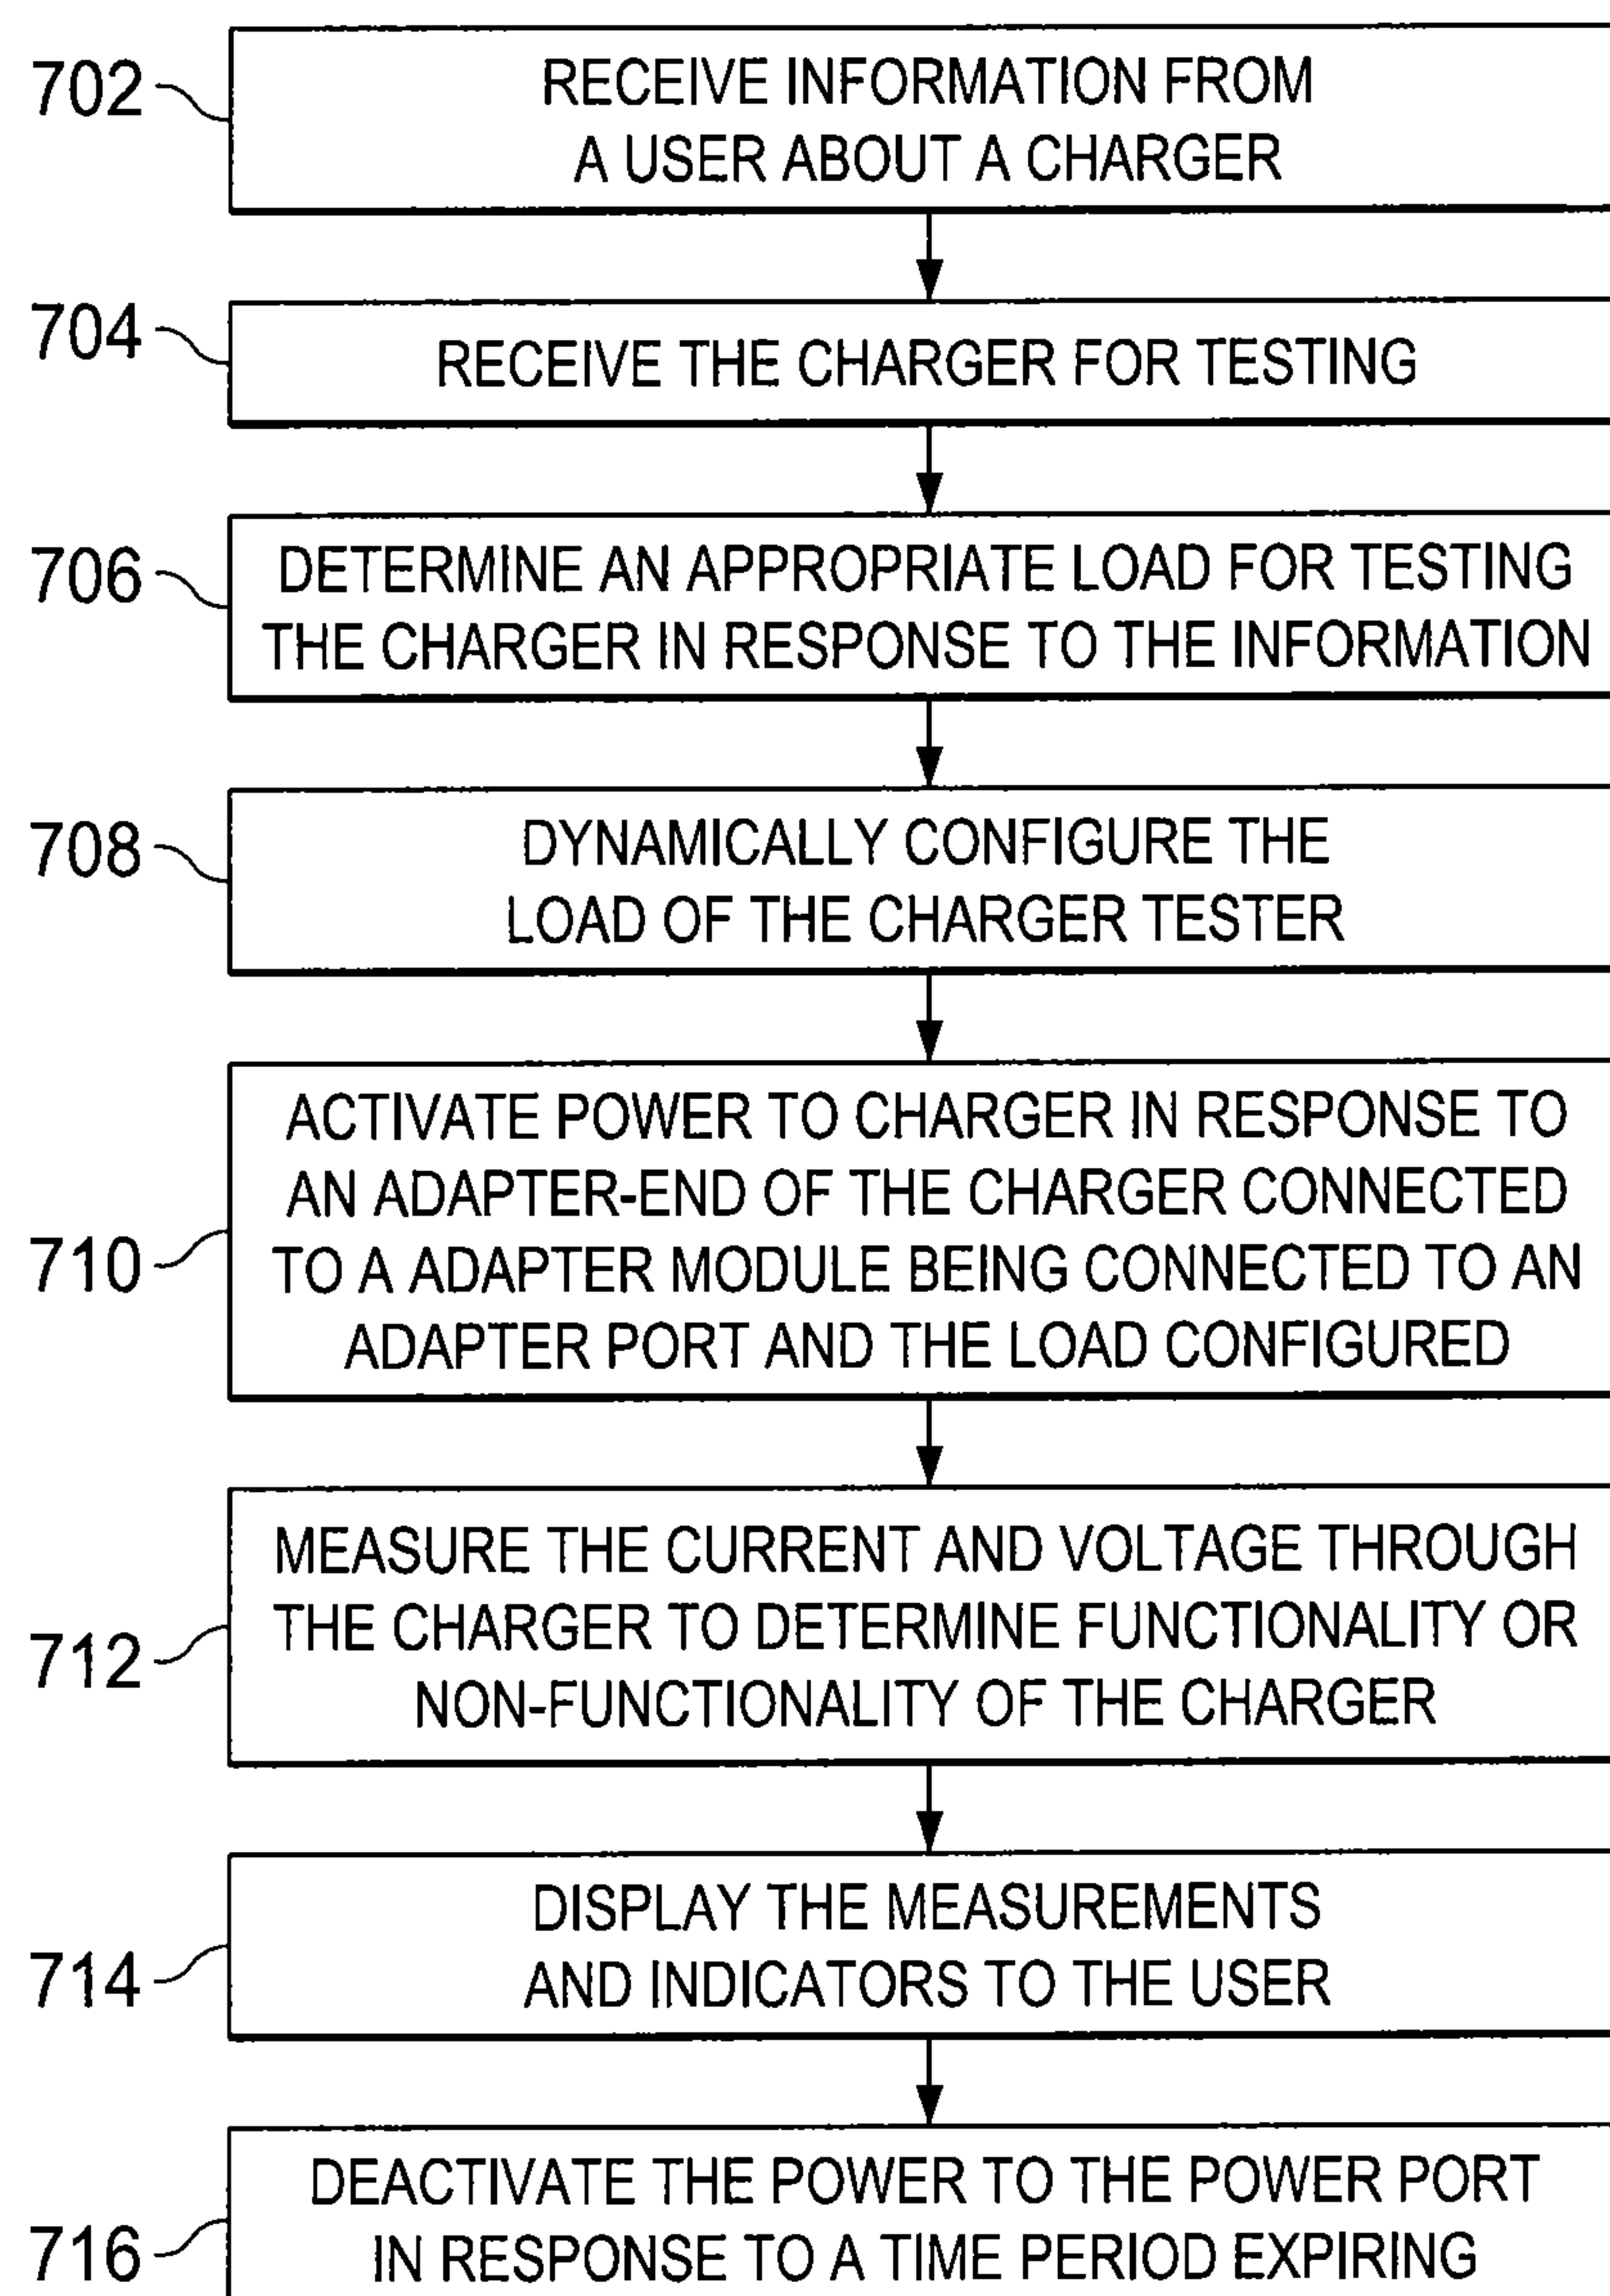 702
RECEIVE INFORMATION FROM
A USER ABOUT A CHARGER
704
RECEIVE THE CHARGER FOR TESTING
706
DETERMINE AN APPROPRIATE LOAD FOR TESTING
THE CHARGER IN RESPONSE TO THE INFORMATION
708
DYNAMICALLY CONFIGURE THE
LOAD OF THE CHARGER TESTER
710
ACTIVATE POWER TO CHARGER IN RESPONSE TO
AN ADAPTER-END OF THE CHARGER CONNECTED
TO A ADAPTER MODULE BEING CONNECTED TO AN
ADAPTER PORT AND THE LOAD CONFIGURED
712
MEASURE THE CURRENT AND VOLTAGE THROUGH
THE CHARGER TO DETERMINE FUNCTIONALITY OR
NON-FUNCTIONALITY OF THE CHARGER
714
DISPLAY THE MEASUREMENTS
AND INDICATORS TO THE USER
716
DEACTIVATE THE POWER TO THE POWER PORT
IN RESPONSE TO A TIME PERIOD EXPIRING